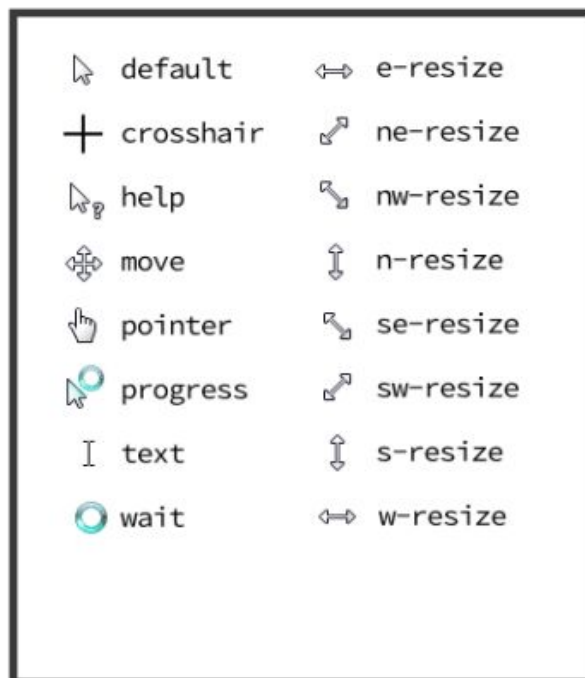 default
crosshair
help
move
pointer
progress
text
wait
e-resize
ne-resize
nw-resize
n-resize
se-resize
sw-resize
s-resize
w-resize